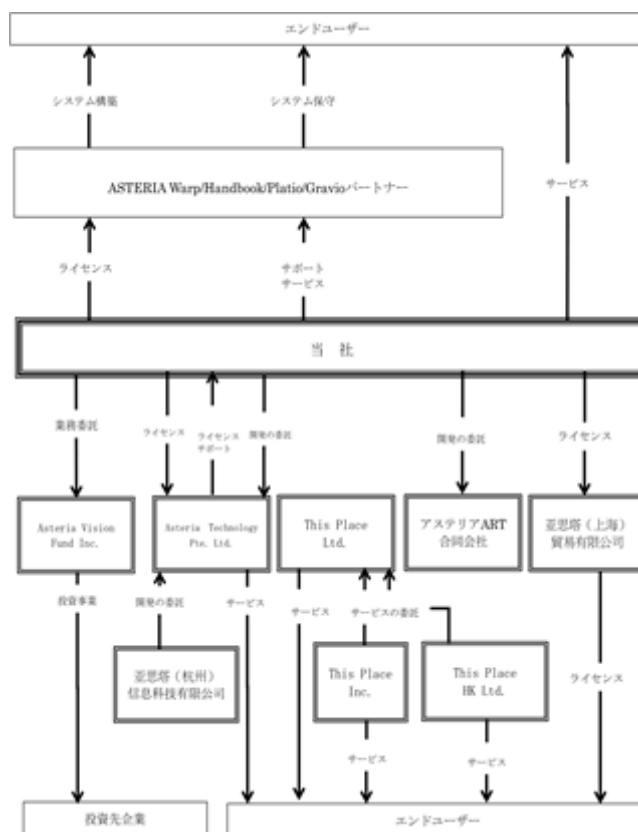 エンドユーザー
システム構築
システム保守
サービス
ASTERIA Warp/Handbook/Platio/Gravioパートナー
ライセンス
サポート
サービス
当 社
業務委託
ライセンス
ライセンス
サポート
開発の委託
開発の委託
ライセンス
Asteria Vision
Fund Inc.
Asteria Technology
Pte. Ltd.
This Place
Ltd.
アステリアART
合同会社
亚思塔（上海）
貿易有限公司
投資事業
開発の委託
サービス
サービス
サービスの委託
亚思塔（杭州）
信息科技有限公司
This Place
Inc.
This Place
HK Ltd.
ライセンス
サービス
サービス
投資先企業
エンドユーザー